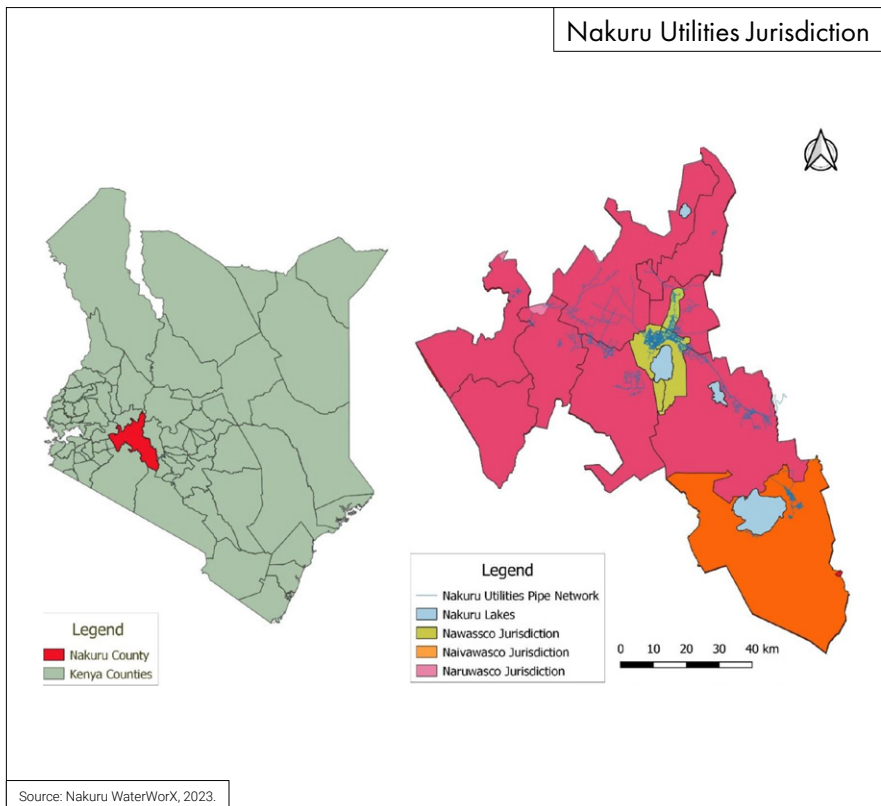 Nakuru Utilities Jurisdiction
Legend
Nakuru County
Kenya Counties
Legend
Nakuru Utilities Pipe Network
Nakuru Lakes
Nawassco Jurisdiction
Naivawasco Jurisdiction
Naruwasco Jurisdiction
0 10 20 30 40 km
Source: Nakuru WaterWorX, 2023.